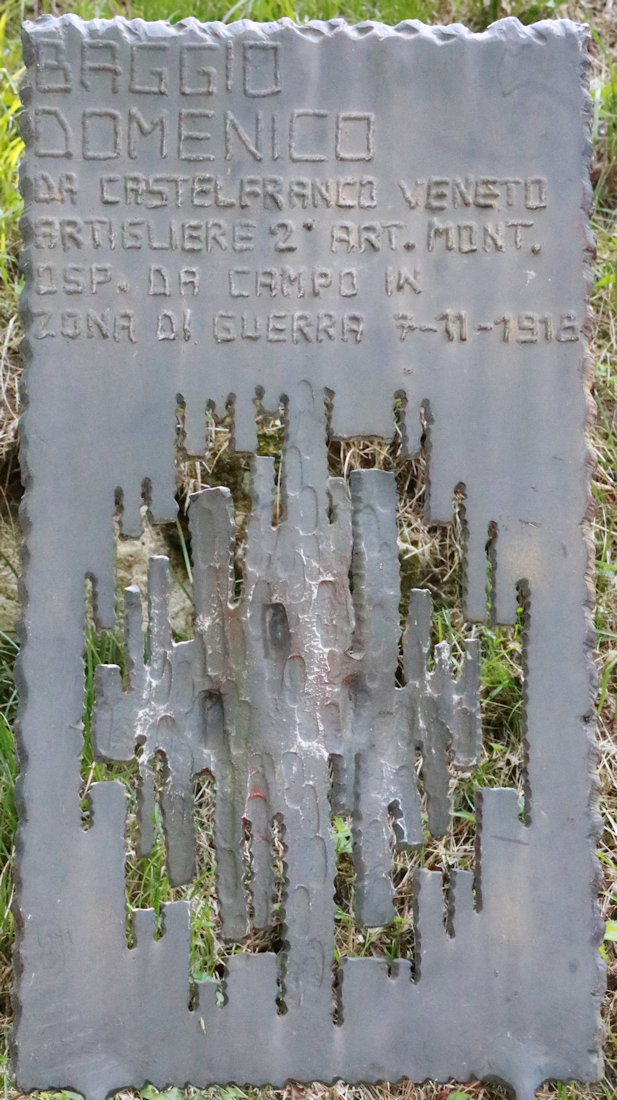 BAGGIO
DOMENICO
DA CASTELFRANCO VENETO
ARTIGLIERE 2° ART. MONT.
OSP. DA CAMPO IN
ZONA DI GUERRA 7-11-1918